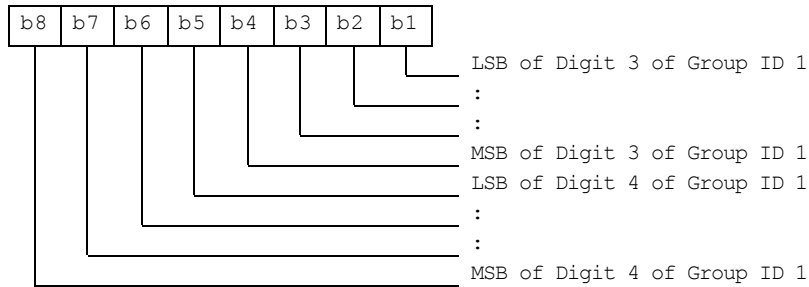 b8 b7 b6 b5 b4 b3 b2 b1
LSB of Digit 3 of Group ID 1
:
:
MSB of Digit 3 of Group ID 1
LSB of Digit 4 of Group ID 1
:
:
MSB of Digit 4 of Group ID 1